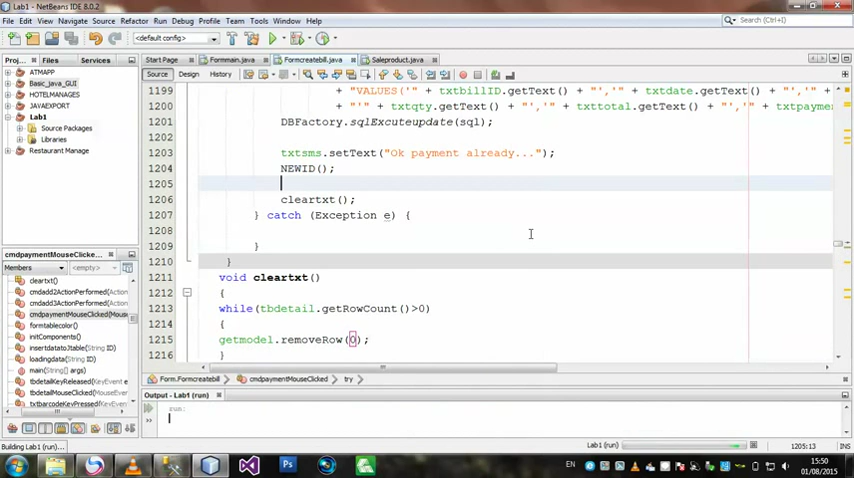 Lab1 - NetBeans IDE 8.0.2
File Edit View Navigate Source Refactor Run Debug Profile Team Tools Window Help
Search (Ctrl+I)
<default config>
Proj... Files Services
Start Page Formmain.java Formcreatebill.java Saleproduct.java
Source Design History
ATMAPP
Basic_java_GUI
HOTELMANAGES
JAVAEXPORT
Lab1
Source Packages
Libraries
Restaurant Manage
1199 + "VALUES('" + txtbillID.getText() + "','" + txtdate.getText() + "','" +
1200 + "'" + txtqty.getText() + "','" + txttotal.getText() + "','" + txtpayme
1201 DBFactory.sqlExcuteupdate(sql);
1202
1203 txtsms.setText("Ok payment already...");
1204 NEWID();
1205
1206 cleartxt();
1207 } catch (Exception e) {
1208
1209 }
1210 }
1211 void cleartxt()
1212 {
1213 while(tbdetail.getRowCount()>0)
1214 {
1215 getmodel.removeRow(0);
1216 }
cmdpaymentMouseClicked...
Members <empty>
cleartxt()
cmdadd2ActionPerformed(
cmdadd3ActionPerformed(
cmdpaymentMouseClicked(Mous
formtablecolor()
initComponents()
insertdatatoJtable(String ID)
loadingdata(String ID)
main(String[] args)
tbdetailKeyReleased(KeyEvent e
tbdetailMouseClicked(MouseEve
txtbarcodeKeyPressed(KeyEvent
Form.Formcreatebill cmdpaymentMouseClicked try
Output - Lab1 (run)
run:
Building Lab1 (run)...
Lab1 (run)
1205:13
INS
EN
15:50
01/08/2015